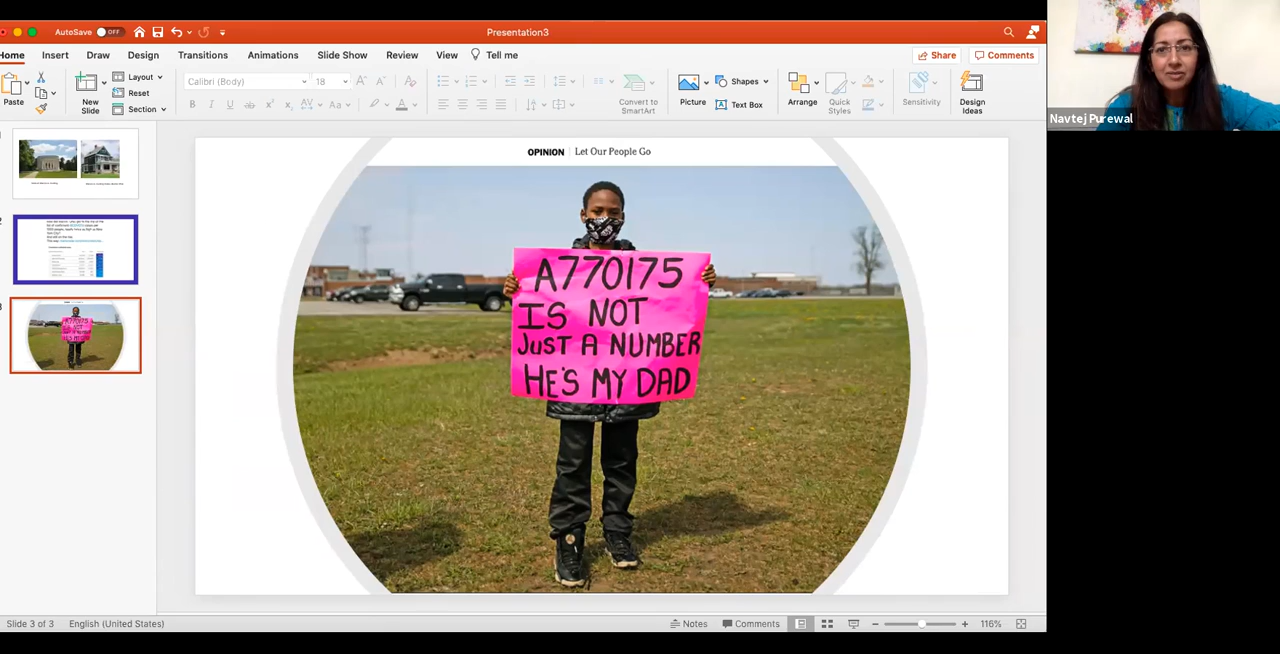 AutoSave OFF
Presentation3
Home Insert Draw Design Transitions Animations Slide Show Review View Tell me
Share Comments
Paste
New Slide
Layout
Reset
Section
Calibri (Body) 18
Convert to SmartArt
Picture
Shapes
Text Box
Arrange
Quick Styles
Sensitivity
Design Ideas
Navtej Purewal
OPINION Let Our People Go
A770175
IS NOT
JUST A NUMBER
HE'S MY DAD
Slide 3 of 3 English (United States)
Notes Comments 116%